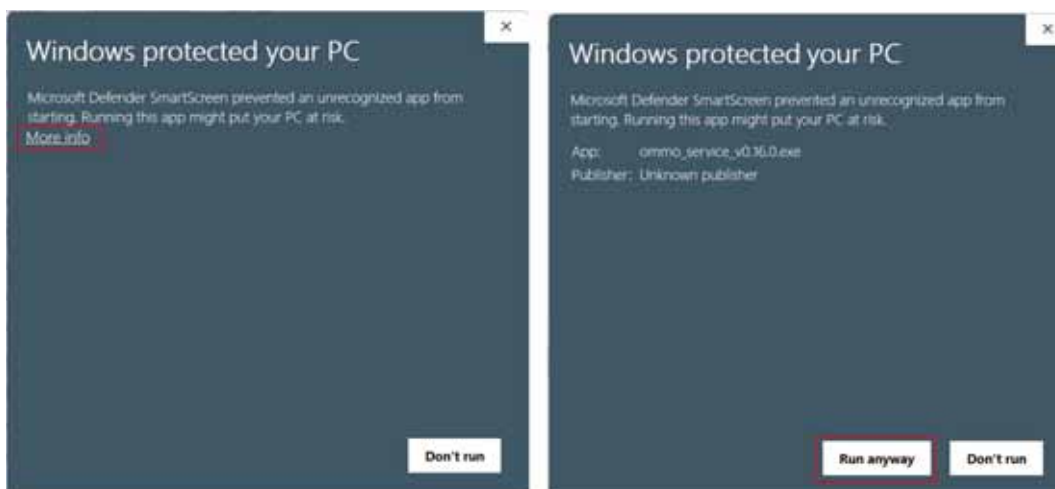 Windows protected your PC
Microsoft Defender SmartScreen prevented an unrecognized app from
starting. Running this app might put your PC at risk.
More info
Don't run
Windows protected your PC
Microsoft Defender SmartScreen prevented an unrecognized app from
starting. Running this app might put your PC at risk.
App: ommo_service_v0.16.0.exe
Publisher: Unknown publisher
Run anyway Don't run